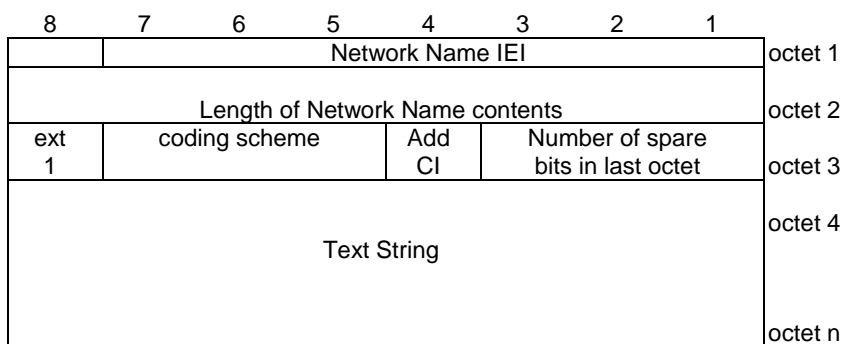 8 7 6 5 4 3 2 1
Network Name IEI octet 1
Length of Network Name contents octet 2
ext coding scheme Add Number of spare
1 CI bits in last octet octet 3
octet 4
Text String
octet n